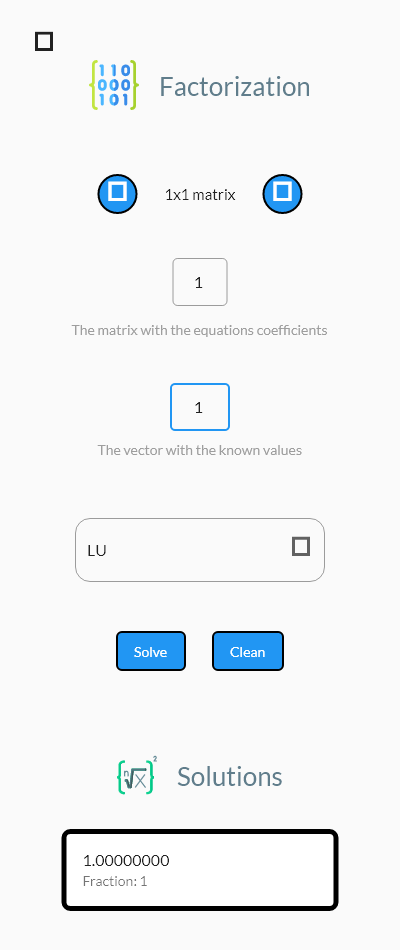 110
000
101
Factorization
1x1 matrix
1
The matrix with the equations coefficients
1
The vector with the known values
LU
Solve Clean
{n√x}2 Solutions
1.00000000
Fraction: 1